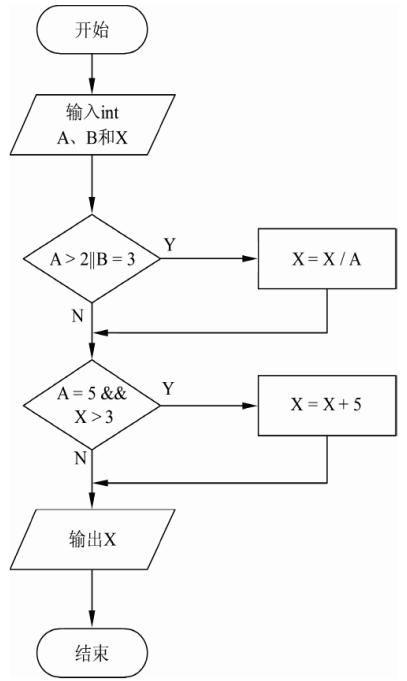 开始
输入int
A、B和X
A > 2||B = 3
Y
X = X / A
N
A = 5 &&
X > 3
Y
X = X + 5
N
输出X
结束